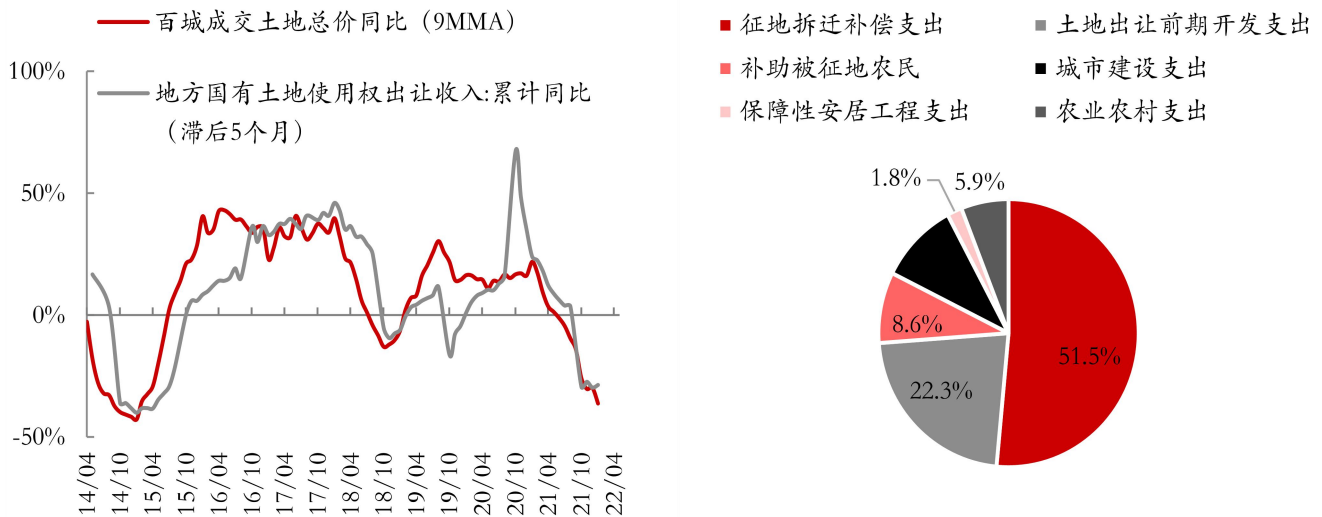 百城成交土地总价同比（9MMA）
地方国有土地使用权出让收入:累计同比
（滞后5个月）
100%
50%
0%
-50%
14/04
14/10
15/04
15/10
16/04
16/10
17/04
17/10
18/04
18/10
19/04
19/10
20/04
20/10
21/04
21/10
22/04
征地拆迁补偿支出
土地出让前期开发支出
补助被征地农民
城市建设支出
保障性安居工程支出
农业农村支出
1.8%
5.9%
8.6%
51.5%
22.3%